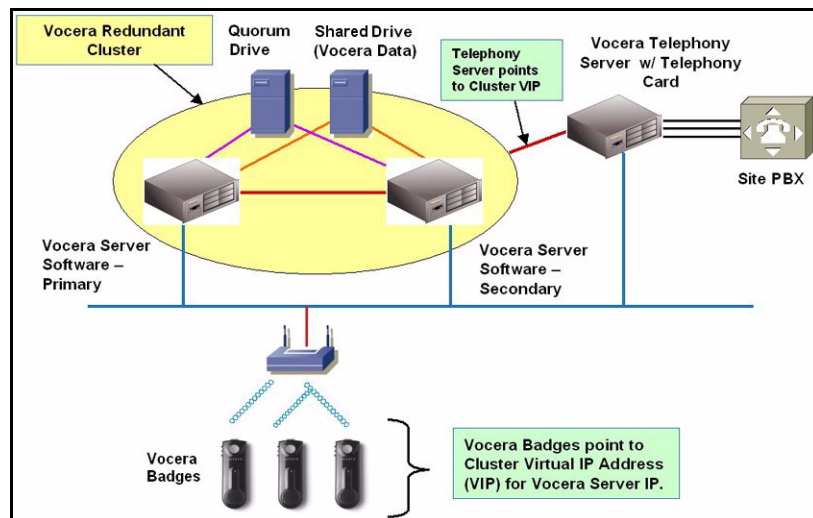 Vocera Redundant
Cluster
Quorum
Drive
Shared Drive
(Vocera Data)
Telephony
Server points
to Cluster VIP
Vocera Telephony
Server w/ Telephony
Card
Site PBX
Vocera Server
Software –
Primary
Vocera Server
Software –
Secondary
Vocera
Badges
Vocera Badges point to
Cluster Virtual IP Address
(VIP) for Vocera Server IP.